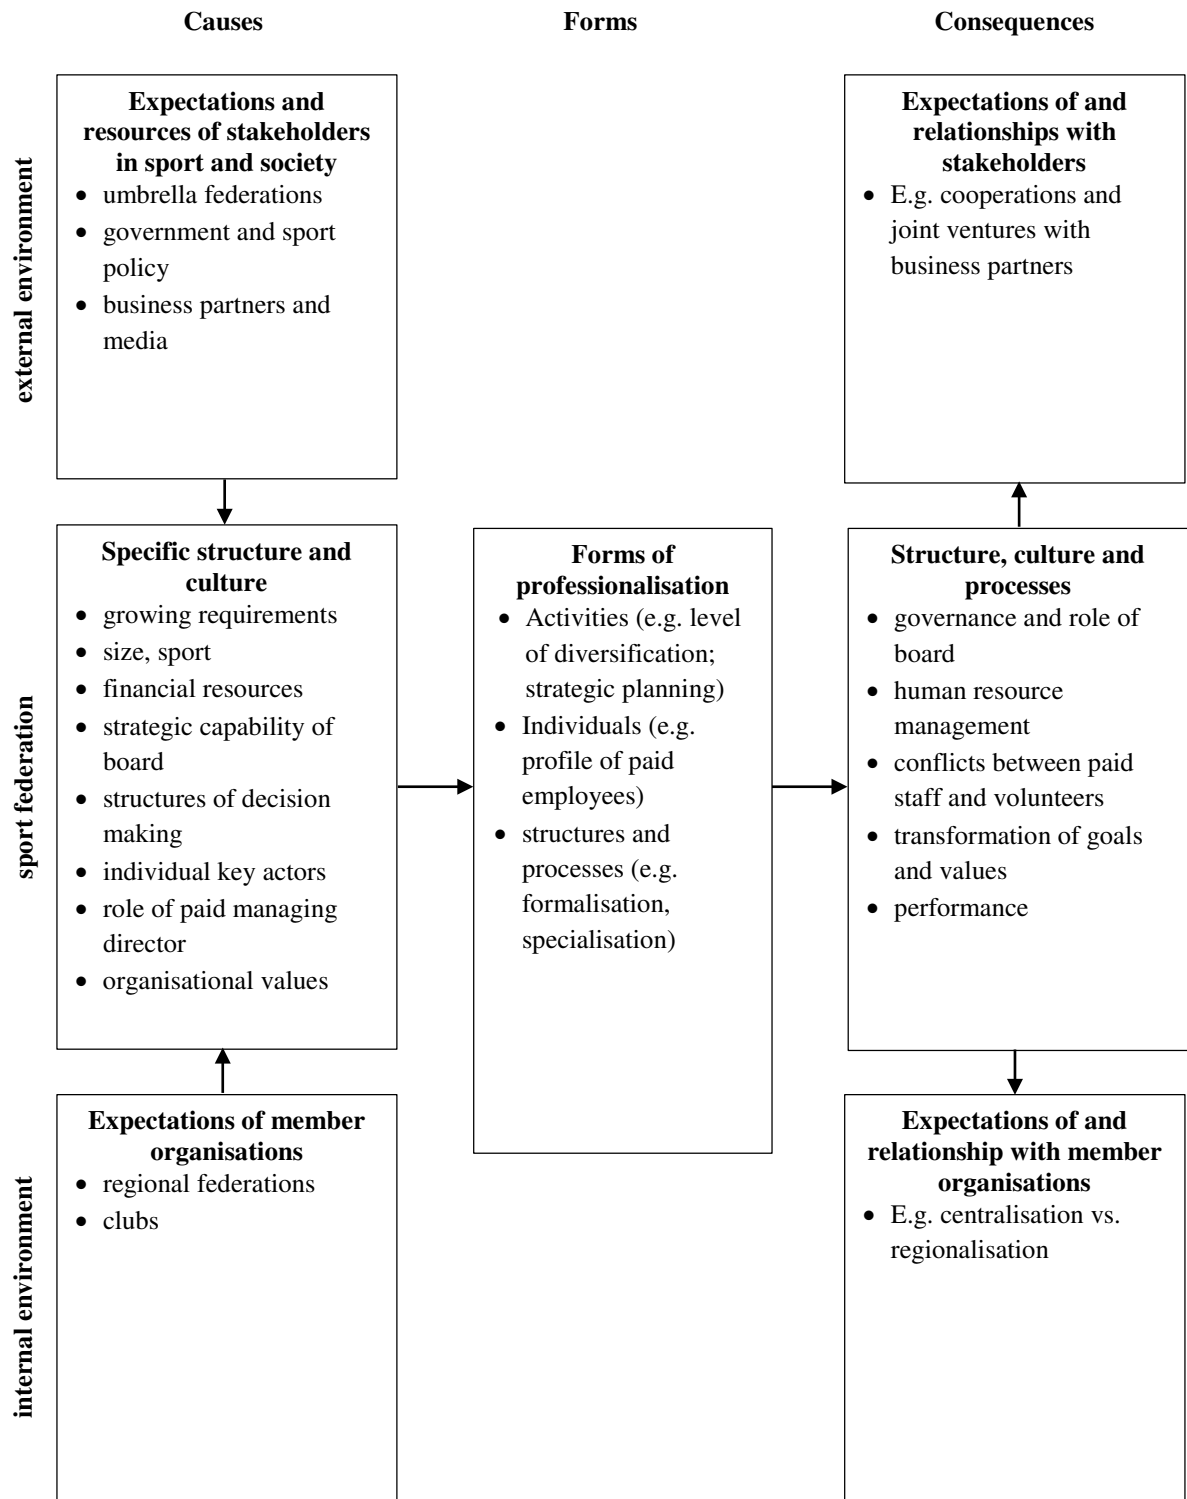 Causes
Forms
Consequences
external environment
Expectations and
resources of stakeholders
in sport and society
• umbrella federations
• government and sport
policy
• business partners and
media
Expectations of and
relationships with
stakeholders
• E.g. cooperations and
joint ventures with
business partners
sport federation
Specific structure and
culture
• growing requirements
• size, sport
• financial resources
• strategic capability of
board
• structures of decision
making
• individual key actors
• role of paid managing
director
• organisational values
Forms of
professionalisation
• Activities (e.g. level
of diversification;
strategic planning)
• Individuals (e.g.
profile of paid
employees)
• structures and
processes (e.g.
formalisation,
specialisation)
Structure, culture and
processes
• governance and role of
board
• human resource
management
• conflicts between paid
staff and volunteers
• transformation of goals
and values
• performance
internal environment
Expectations of member
organisations
• regional federations
• clubs
Expectations of and
relationship with member
organisations
• E.g. centralisation vs.
regionalisation